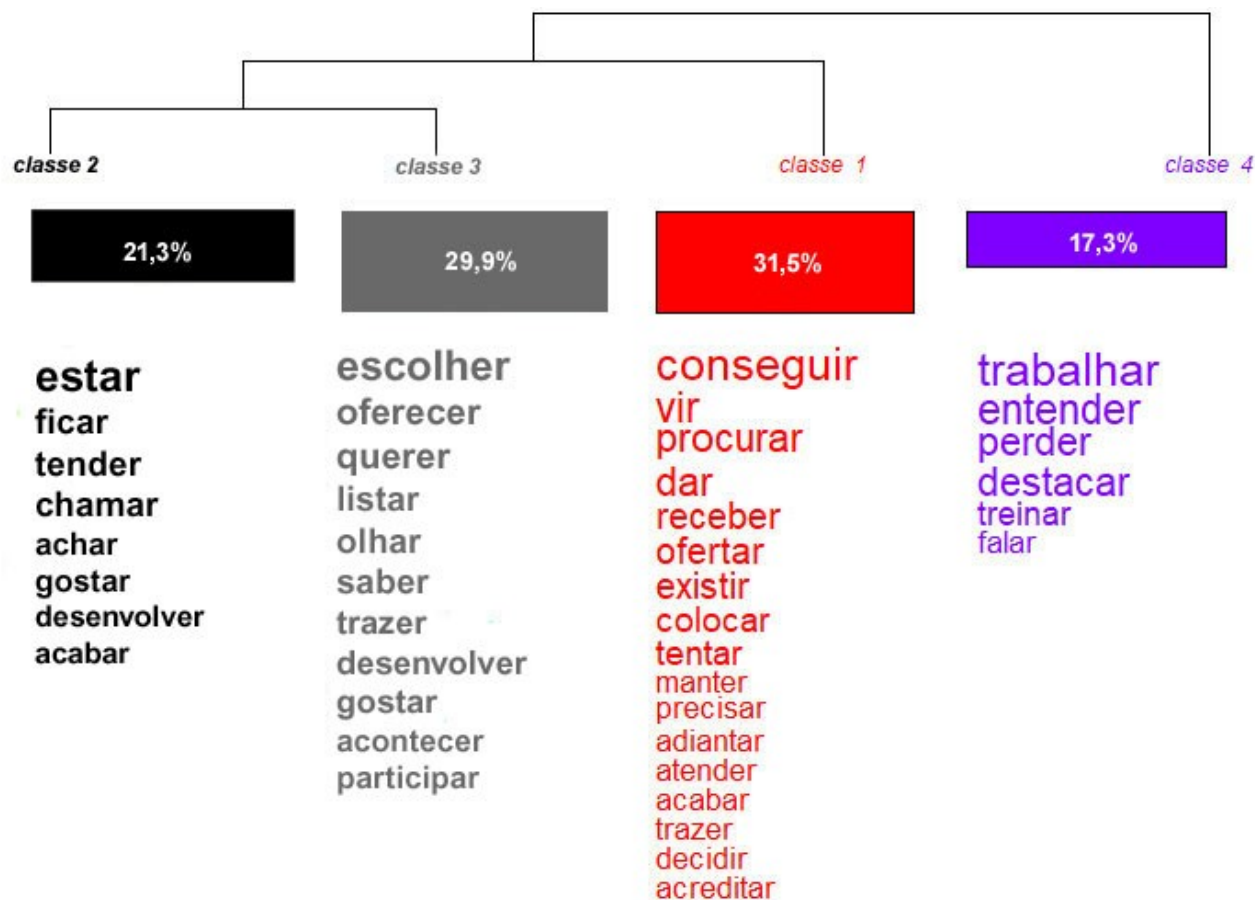 classe 2
classe 3
classe 1
classe 4
21,3%
29,9%
31,5%
17,3%
estar
ficar
tender
chamar
achar
gostar
desenvolver
acabar
escolher
oferecer
querer
listar
olhar
saber
trazer
desenvolver
gostar
acontecer
participar
conseguir
vir
procurar
dar
receber
ofertar
existir
colocar
tentar
manter
precisar
adiantar
atender
acabar
trazer
decidir
acreditar
trabalhar
entender
perder
destacar
treinar
falar